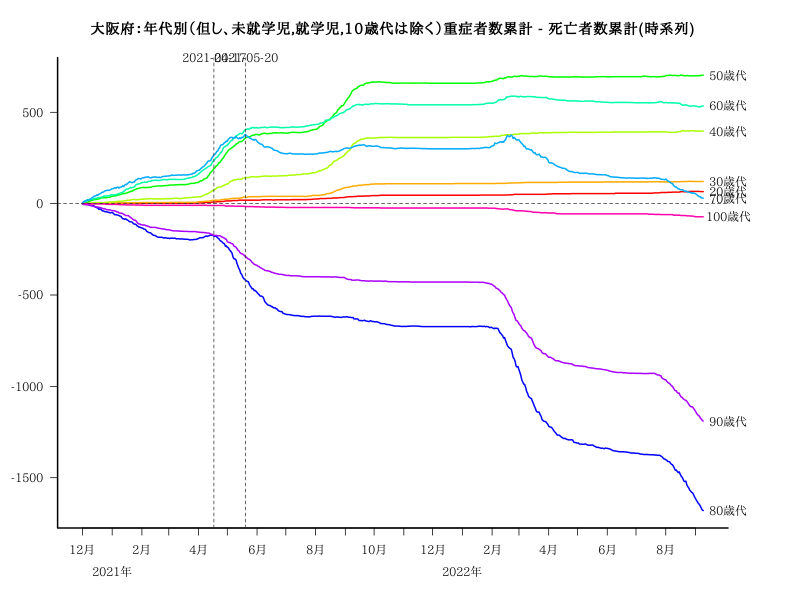 大阪府：年代別（但し、未就学児,就学児,10歳代は除く）重症者数累計 - 死亡者数累計(時系列)
2021-04-17
2021-05-20
500
0
-500
-1000
-1500
50歳代
60歳代
40歳代
30歳代
20歳代
70歳代
100歳代
90歳代
80歳代
12月 2月 4月 6月 8月 10月 12月 2月 4月 6月 8月
2021年 2022年